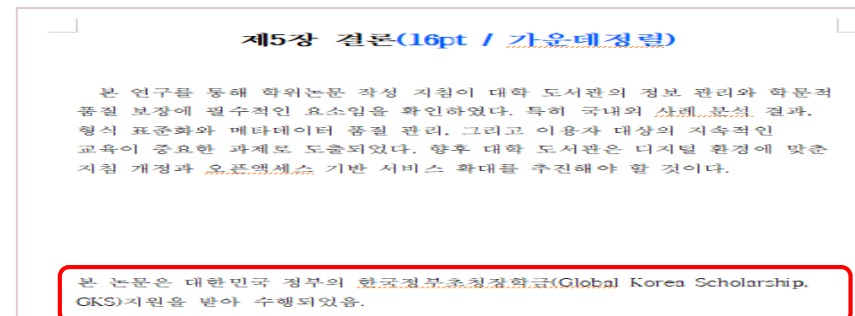 제5장 결론(16pt / 가운데정렬)
본 연구를 통해 학위논문 작성 지침이 대학 도서관의 정보 관리와 학문적
품질 보장에 필수적인 요소임을 확인하였다. 특히 국내외 사례 분석 결과,
형식 표준화와 메타데이터 품질 관리, 그리고 이용자 대상의 지속적인
교육이 중요한 과제로 도출되었다. 향후 대학 도서관은 디지털 환경에 맞춘
지침 개정과 오픈액세스 기반 서비스 확대를 추진해야 할 것이다.
본 논문은 대한민국 정부의 한국정부초청장학금(Global Korea Scholarship,
GKS)지원을 받아 수행되었음.